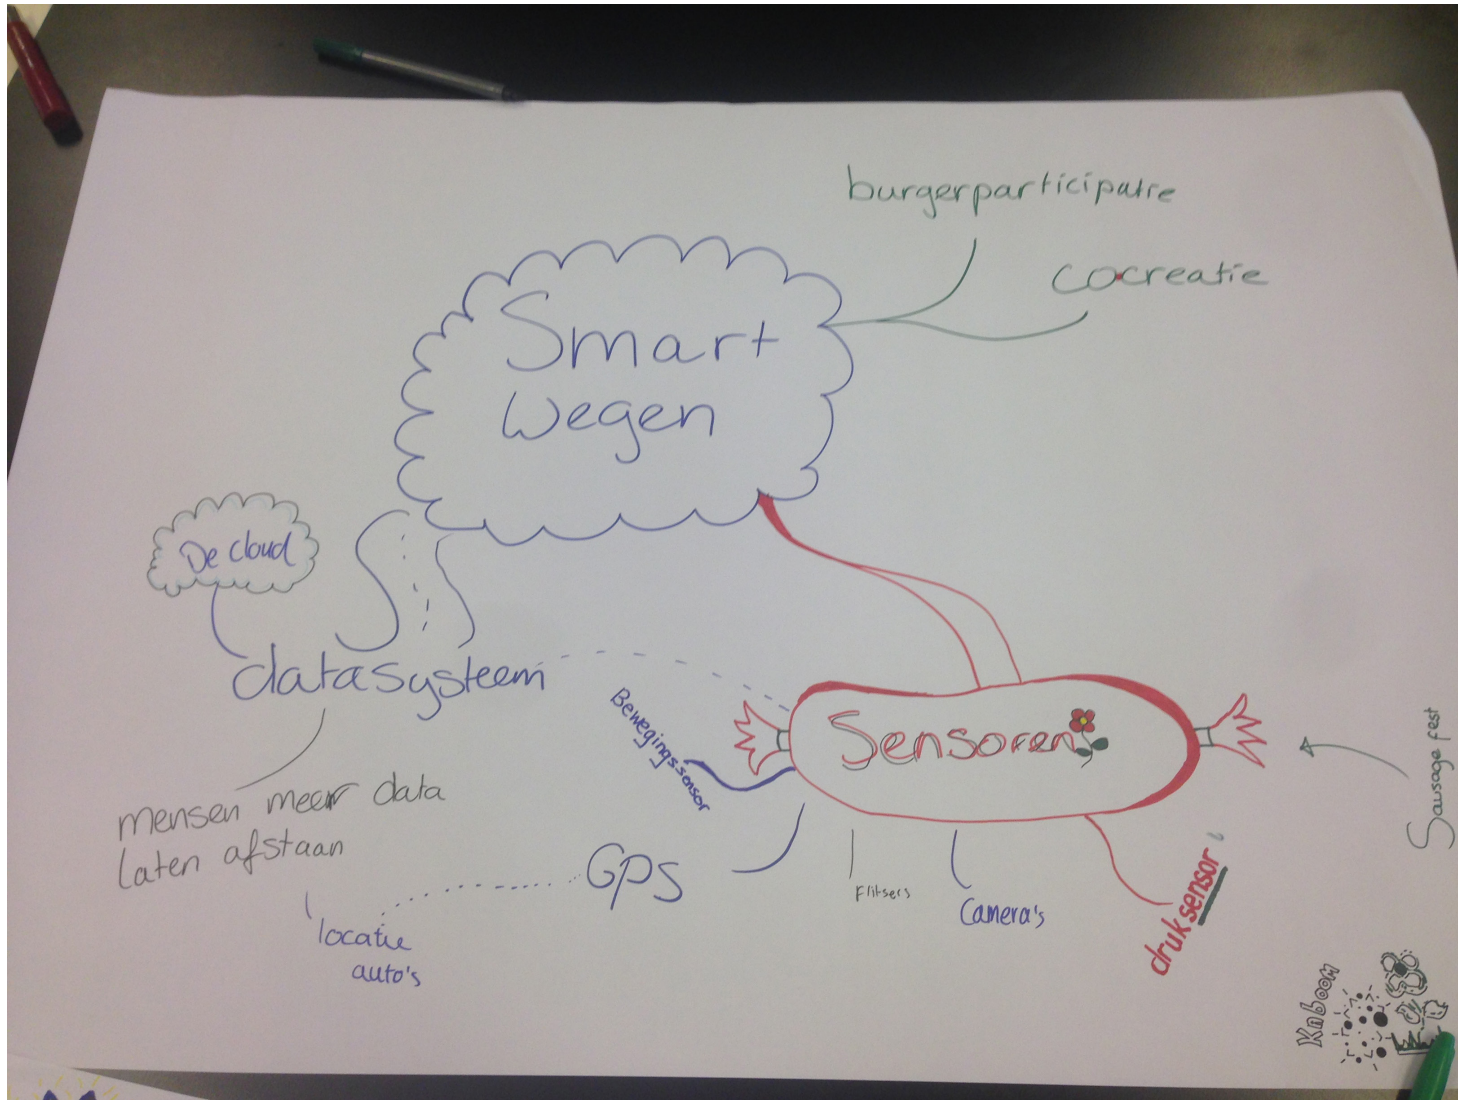 burgerparticipatie
cocreatie
Smart
Wegen
De Cloud
datasysteem
Bewegingssensor
Sensoren
Sausage fest
mensen meer data
laten afstaan
GPS
Flitsers
Camera's
druksensor
locatie
auto's
Kaboom